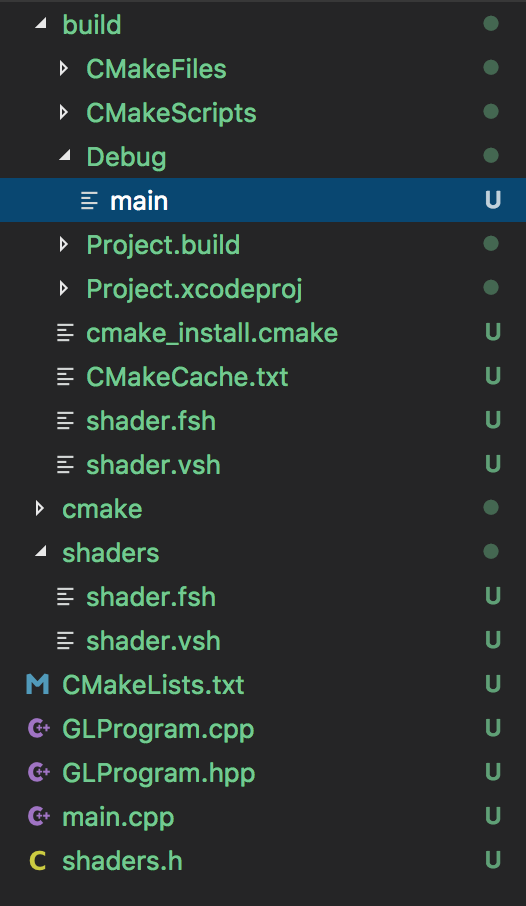 build
CMakeFiles
CMakeScripts
Debug
main U
Project.build
Project.xcodeproj
cmake_install.cmake U
CMakeCache.txt U
shader.fsh U
shader.vsh U
cmake
shaders
shader.fsh U
shader.vsh U
CMakeLists.txt U
GLProgram.cpp U
GLProgram.hpp U
main.cpp U
shaders.h U